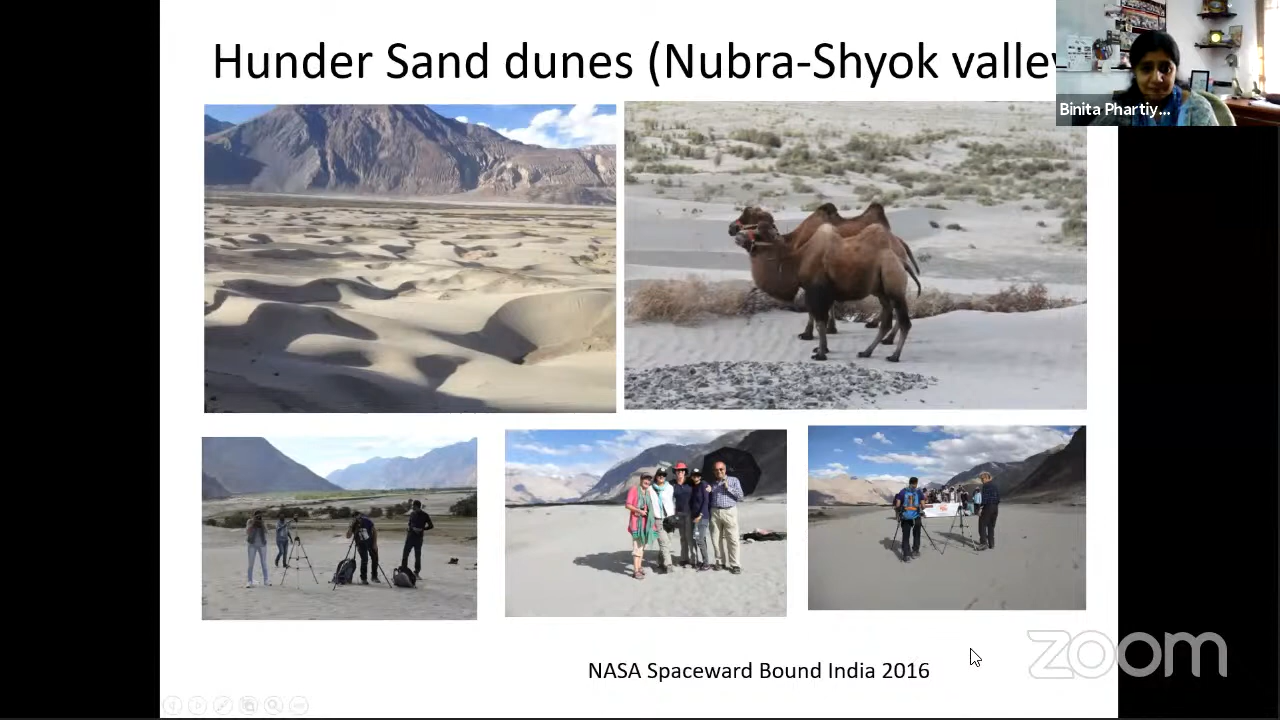 Hunder Sand dunes (Nubra-Shyok valley
Binita Phartiy...
NASA Spaceward Bound India 2016
zoom